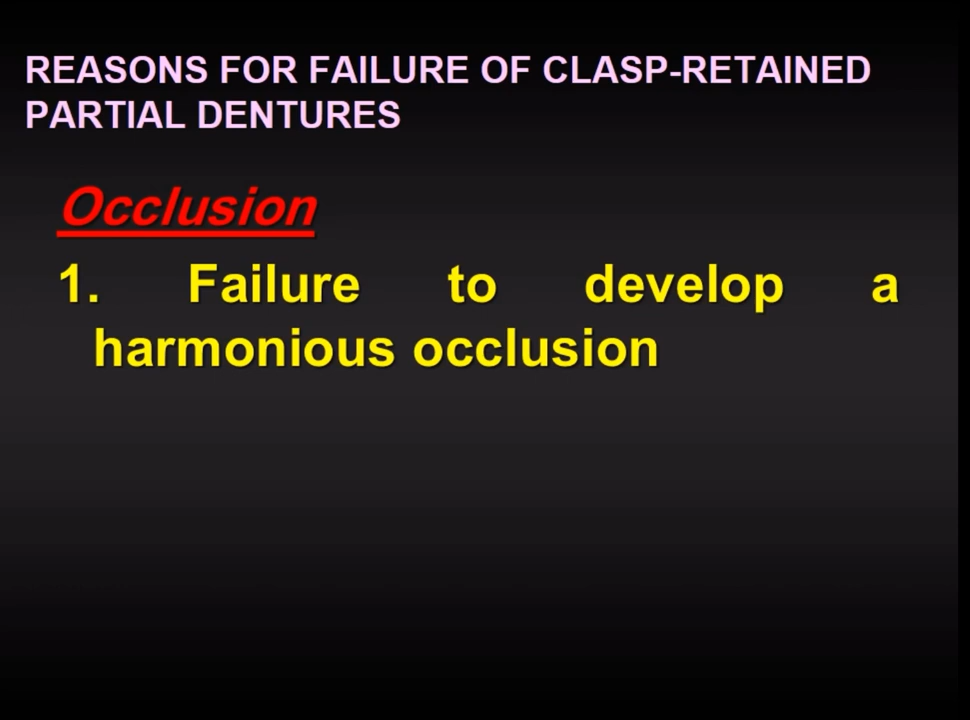 REASONS FOR FAILURE OF CLASP-RETAINED
PARTIAL DENTURES
Occlusion
1. Failure to develop a
harmonious occlusion